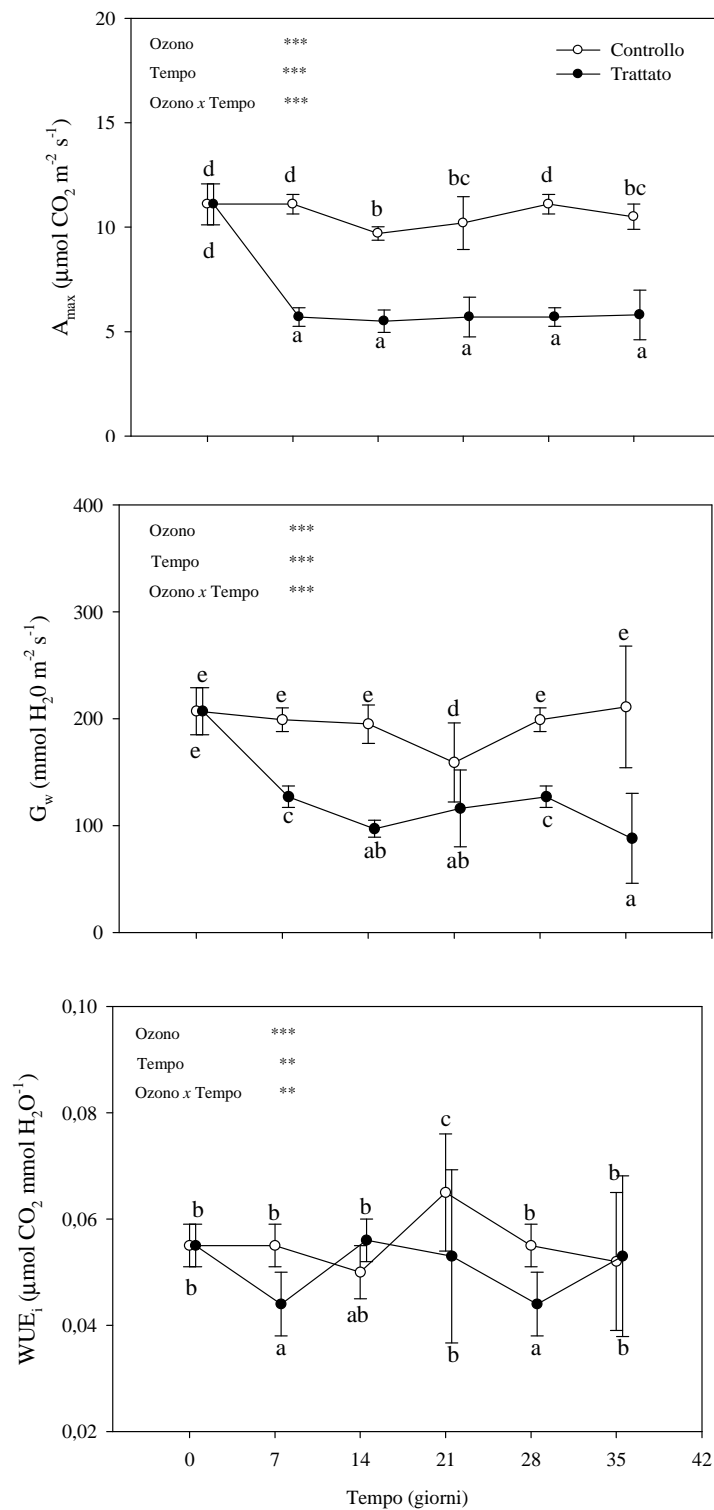 20
Ozono ***
Controllo
Tempo ***
Trattato
Ozono x Tempo ***
15
d d d bc
b bc
10
d
5
a a a a a
0
A_max (µmol CO₂ m⁻² s⁻¹)
400
Ozono ***
Tempo ***
Ozono x Tempo ***
300
e e e d e e
200
e
100
c ab ab c a
0
G_w (mmol H₂0 m⁻² s⁻¹)
0,10
Ozono ***
Tempo **
Ozono x Tempo **
0,08
c
b b b b b
0,06
b ab
0,04
a b a b
0,02
WUE_i (µmol CO₂ mmol H₂O⁻¹)
0 7 14 21 28 35 42
Tempo (giorni)